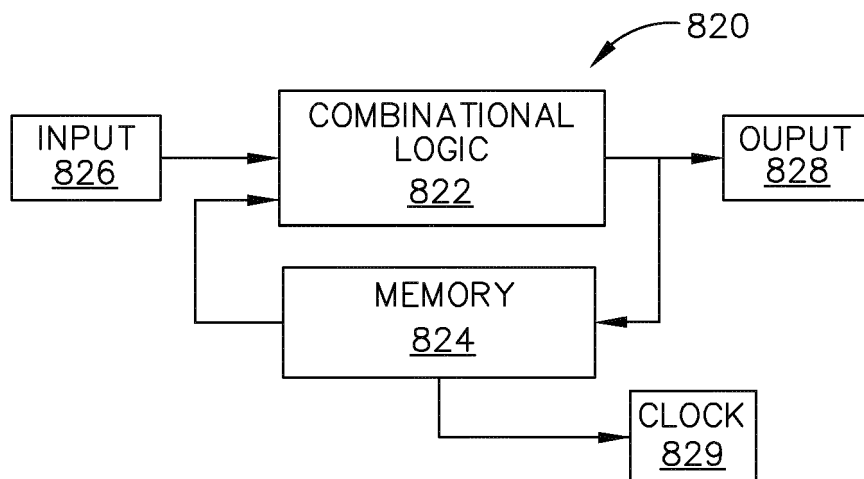 820
COMBINATIONAL
LOGIC
822
INPUT
826
OUPUT
828
MEMORY
824
CLOCK
829